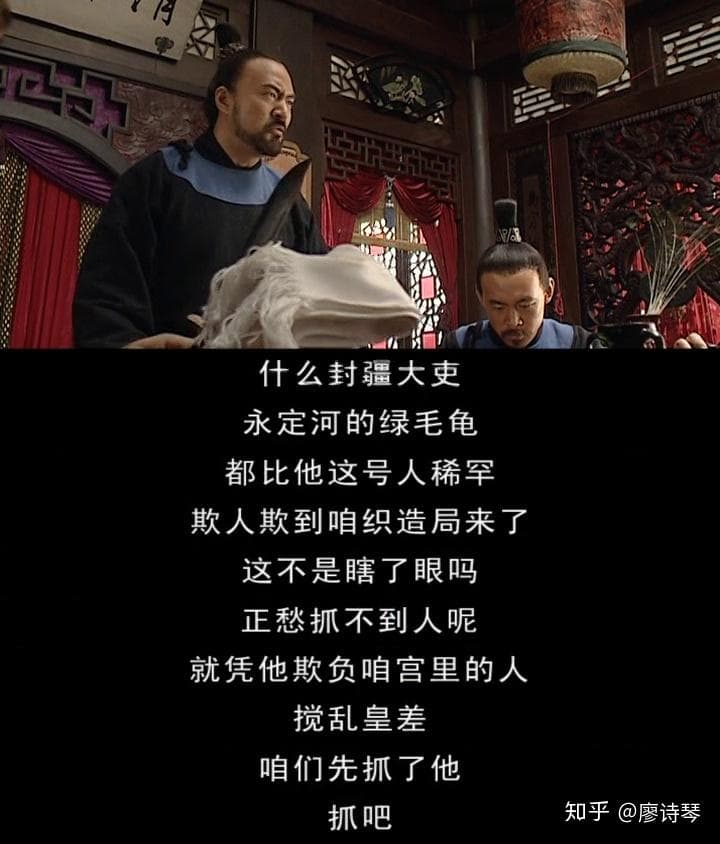 什么封疆大吏
永定河的绿毛龟
都比他这号人稀罕
欺人欺到咱织造局来了
这不是瞎了眼吗
正愁抓不到人呢
就凭他欺负咱宫里的人
搅乱皇差
咱们先抓了他
抓吧
知乎 @廖诗琴